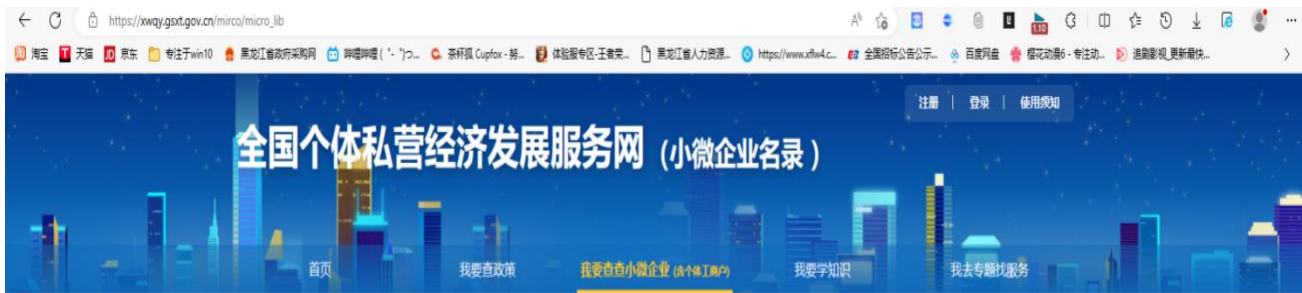 https://xwqy.gsxt.gov.cn/mirco/micro_lib
1.10
淘宝 天猫 JD 京东 专注于win10 黑龙江省政府采购网 哔哩哔哩 ( ゜- ゜)つ... 茶杯狐 Cupfox - 努... 体验服专区-王者荣... 黑龙江省人力资源... https://www.xflw4.c... 全国招标公告公示... 百度网盘 樱花动漫6 - 专注动... 追剧影视_更新最快...
注册 | 登录 | 使用须知
全国个体私营经济发展服务网 (小微企业名录)
首页 我要查政策 我要查查小微企业 (含个体工商户) 我要学知识 我去专题找服务